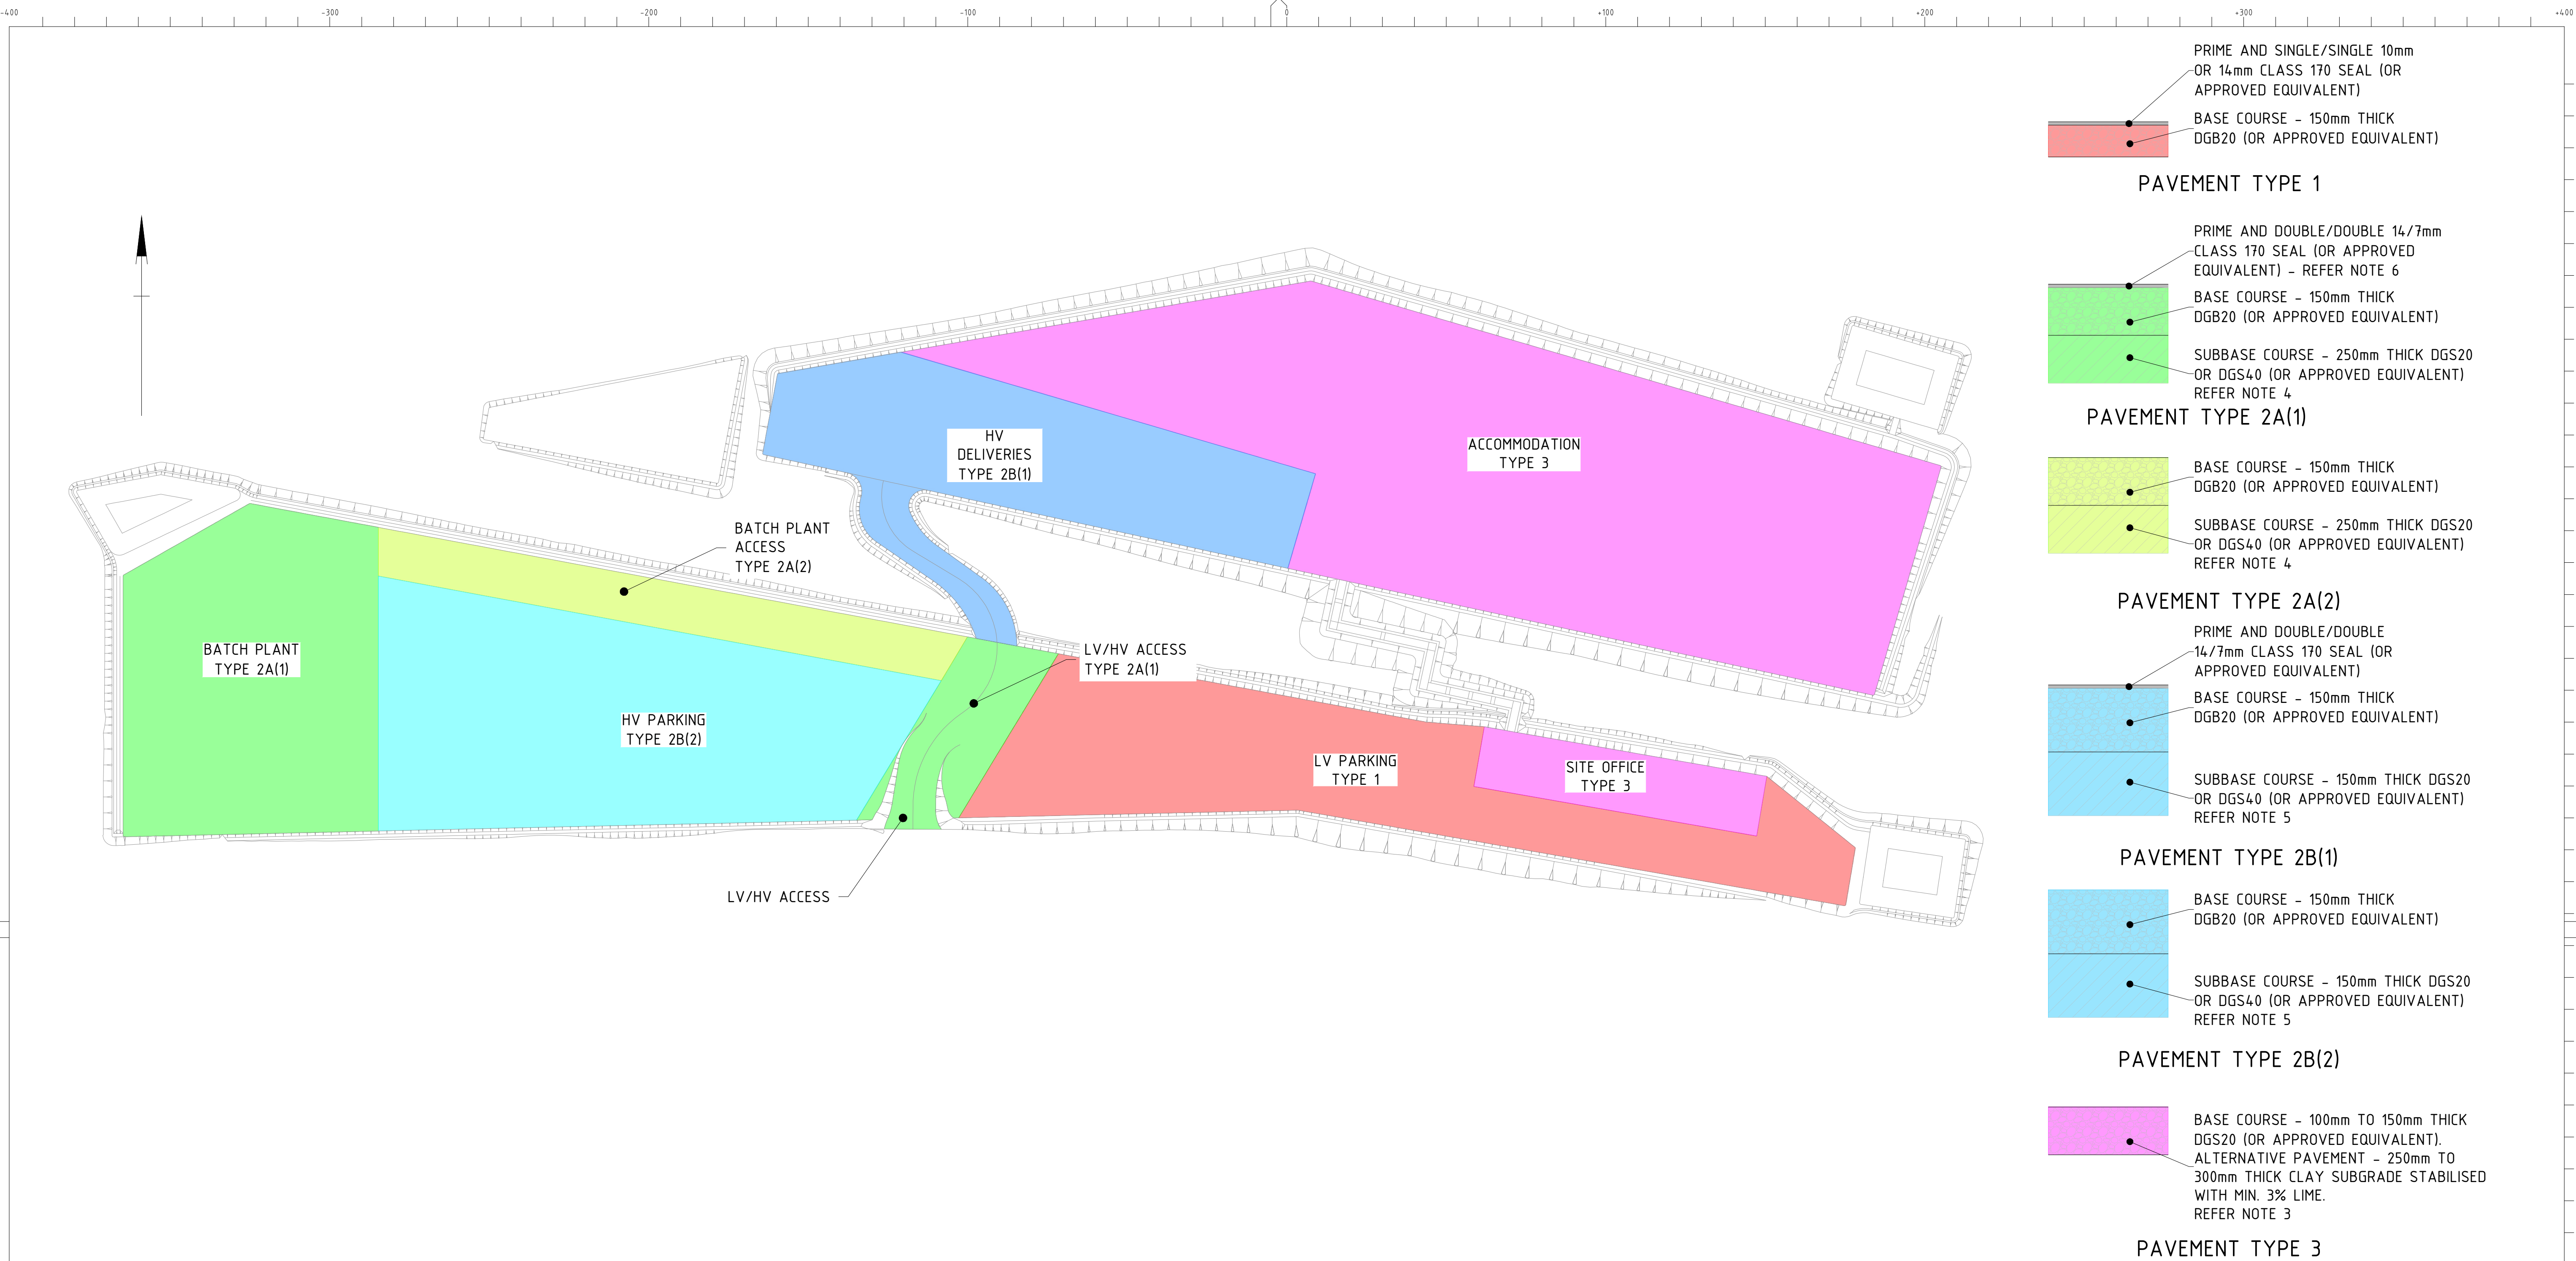 -400
-300
-200
-100
0
+100
+200
+300
+400
PRIME AND SINGLE/SINGLE 10mm
OR 14mm CLASS 170 SEAL (OR
APPROVED EQUIVALENT)
BASE COURSE - 150mm THICK
DGB20 (OR APPROVED EQUIVALENT)
PAVEMENT TYPE 1
PRIME AND DOUBLE/DOUBLE 14/7mm
CLASS 170 SEAL (OR APPROVED
EQUIVALENT) - REFER NOTE 6
BASE COURSE - 150mm THICK
DGB20 (OR APPROVED EQUIVALENT)
SUBBASE COURSE - 250mm THICK DGS20
OR DGS40 (OR APPROVED EQUIVALENT)
REFER NOTE 4
PAVEMENT TYPE 2A(1)
BASE COURSE - 150mm THICK
DGB20 (OR APPROVED EQUIVALENT)
SUBBASE COURSE - 250mm THICK DGS20
OR DGS40 (OR APPROVED EQUIVALENT)
REFER NOTE 4
PAVEMENT TYPE 2A(2)
PRIME AND DOUBLE/DOUBLE
14/7mm CLASS 170 SEAL (OR
APPROVED EQUIVALENT)
BASE COURSE - 150mm THICK
DGB20 (OR APPROVED EQUIVALENT)
SUBBASE COURSE - 150mm THICK DGS20
OR DGS40 (OR APPROVED EQUIVALENT)
REFER NOTE 5
PAVEMENT TYPE 2B(1)
BASE COURSE - 150mm THICK
DGB20 (OR APPROVED EQUIVALENT)
SUBBASE COURSE - 150mm THICK DGS20
OR DGS40 (OR APPROVED EQUIVALENT)
REFER NOTE 5
PAVEMENT TYPE 2B(2)
BASE COURSE - 100mm TO 150mm THICK
DGS20 (OR APPROVED EQUIVALENT).
ALTERNATIVE PAVEMENT - 250mm TO
300mm THICK CLAY SUBGRADE STABILISED
WITH MIN. 3% LIME.
REFER NOTE 3
PAVEMENT TYPE 3
HV
DELIVERIES
TYPE 2B(1)
ACCOMMODATION
TYPE 3
BATCH PLANT
ACCESS
TYPE 2A(2)
BATCH PLANT
TYPE 2A(1)
LV/HV ACCESS
TYPE 2A(1)
HV PARKING
TYPE 2B(2)
LV PARKING
TYPE 1
SITE OFFICE
TYPE 3
LV/HV ACCESS